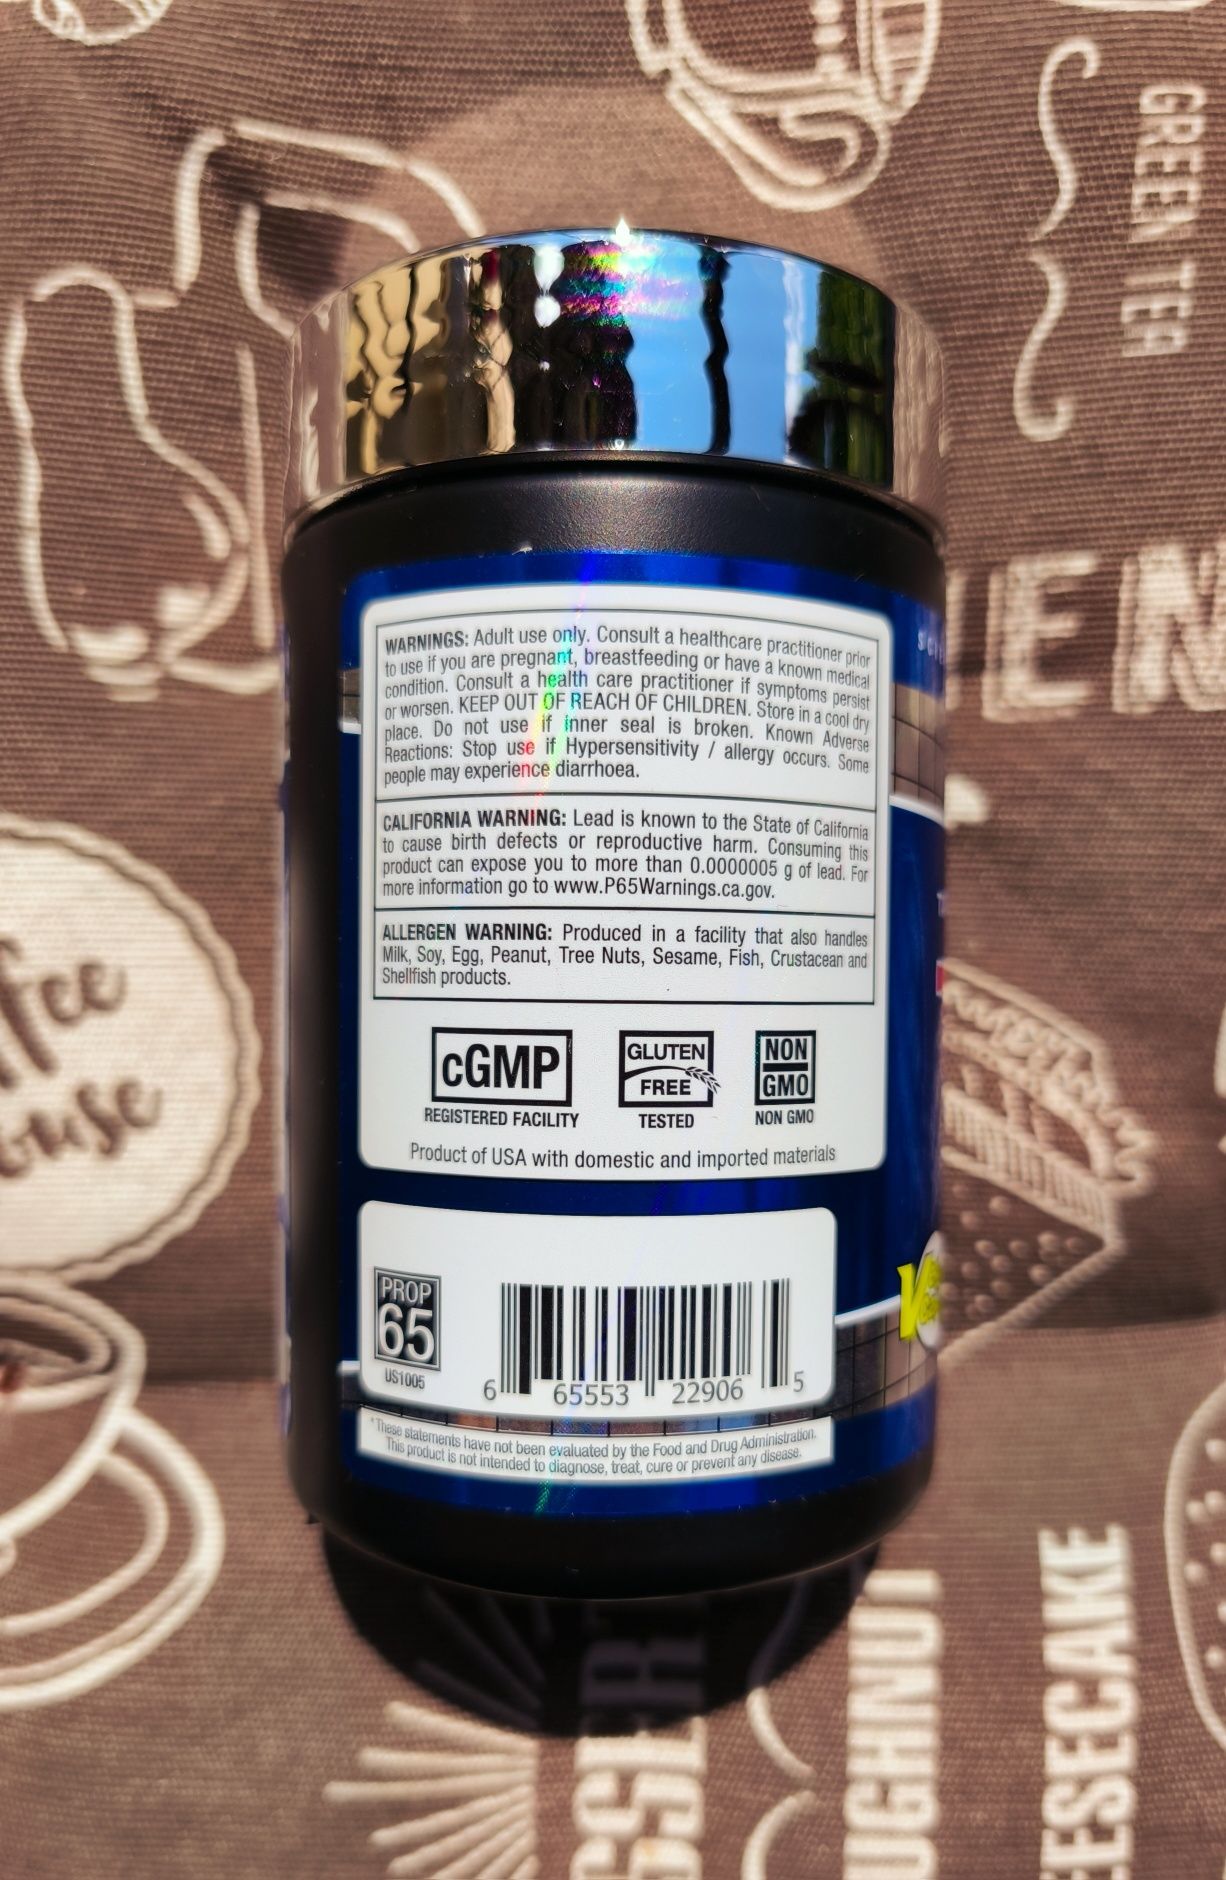 GREEN TEA
WARNINGS: Adult use only. Consult a healthcare practitioner prior
to use if you are pregnant, breastfeeding or have a known medical
condition. Consult a health care practitioner if symptoms persist
or worsen. KEEP OUT OF REACH OF CHILDREN. Store in a cool dry
place. Do not use if inner seal is broken. Known Adverse
Reactions: Stop use if Hypersensitivity / allergy occurs. Some
people may experience diarrhoea.
CALIFORNIA WARNING: Lead is known to the State of California
to cause birth defects or reproductive harm. Consuming this
product can expose you to more than 0.0000005 g of lead. For
more information go to www.P65Warnings.ca.gov.
ALLERGEN WARNING: Produced in a facility that also handles
Milk, Soy, Egg, Peanut, Tree Nuts, Sesame, Fish, Crustacean and
Shellfish products.
cGMP
REGISTERED FACILITY
GLUTEN
FREE
TESTED
NON
GMO
NON GMO
Product of USA with domestic and imported materials
PROP
65
US1005
6 65553 22906 5
*These statements have not been evaluated by the Food and Drug Administration.
This product is not intended to diagnose, treat, cure or prevent any disease.